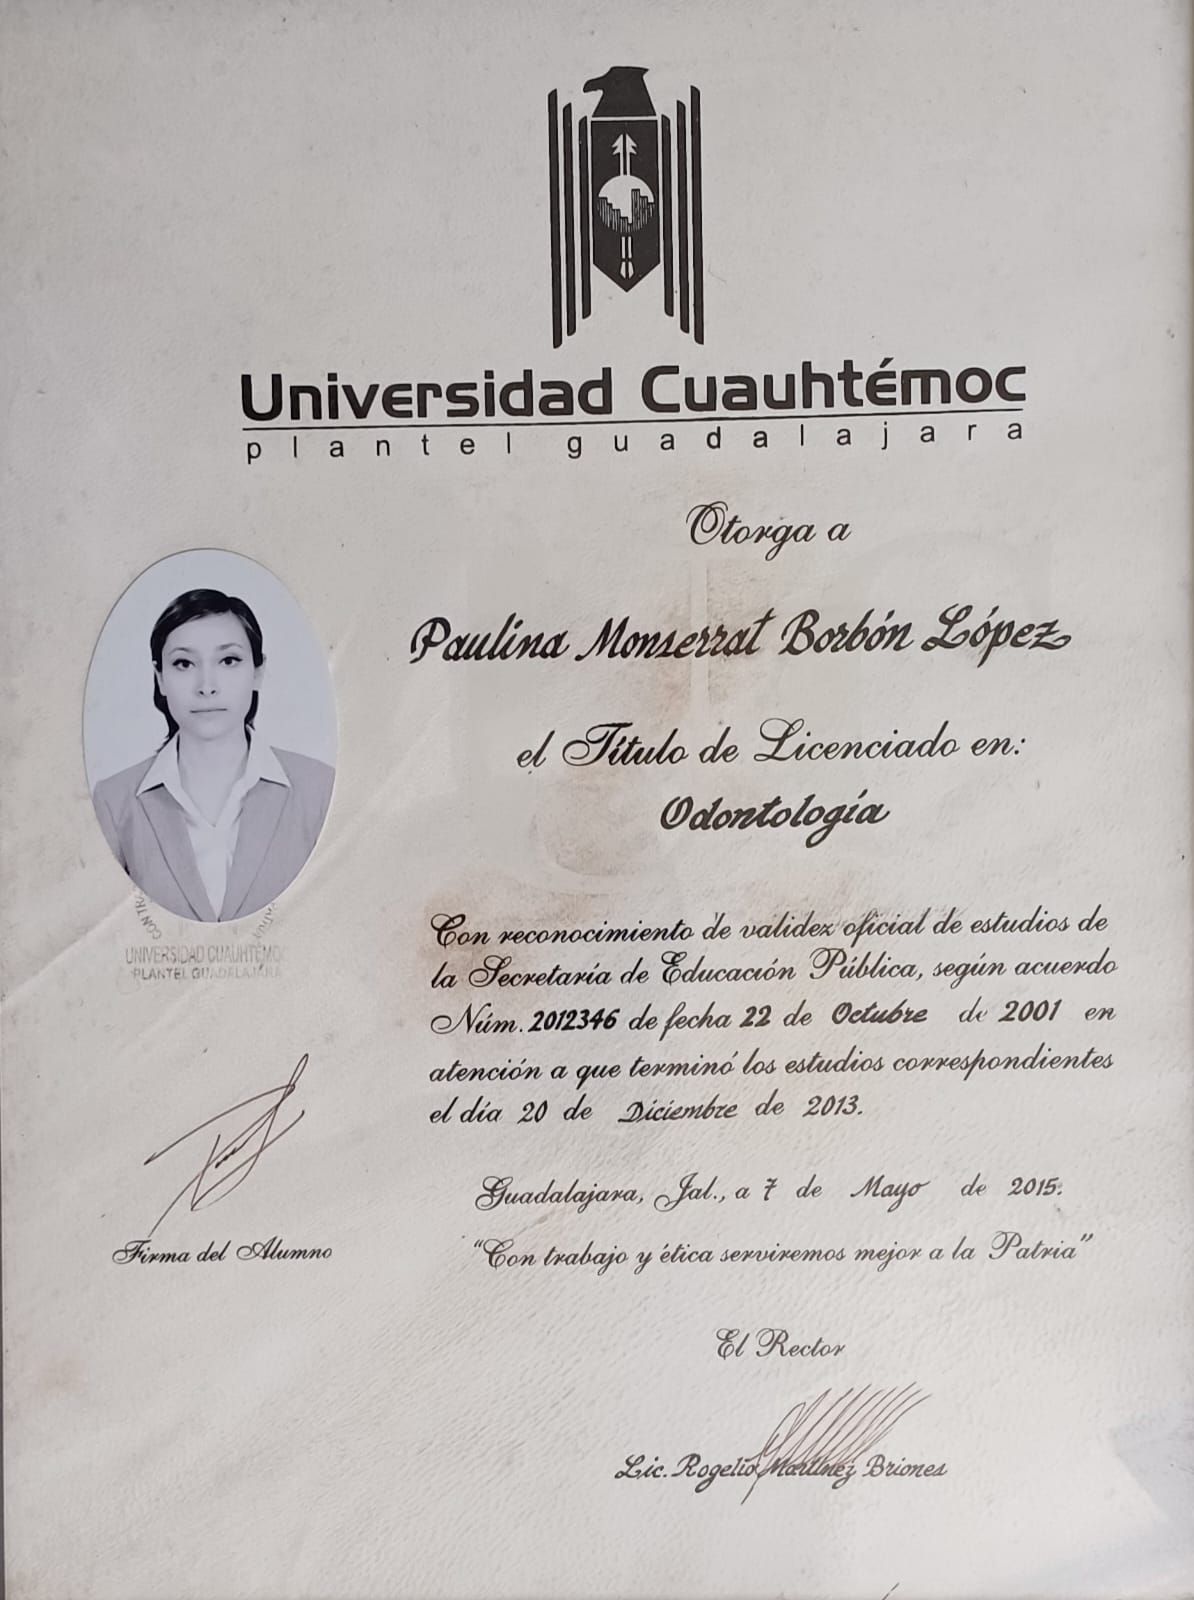 Universidad Cuauhtémoc
plantel guadalajara
Otorga a
Paulina Monserrat Borbón López
el Título de Licenciado en:
Odontología
Con reconocimiento de validez oficial de estudios de
la Secretaría de Educación Pública, según acuerdo
Núm. 2012346 de fecha 22 de Octubre de 2001 en
atención a que terminó los estudios correspondientes
el día 20 de Diciembre de 2013.
UNIVERSIDAD CUAUHTEMOC
PLANTEL GUADALAJARA
Guadalajara, Jal., a 7 de Mayo de 2015.
"Con trabajo y ética serviremos mejor a la Patria"
Firma del Alumno
El Rector
Lic. Rogelio Martínez Briones